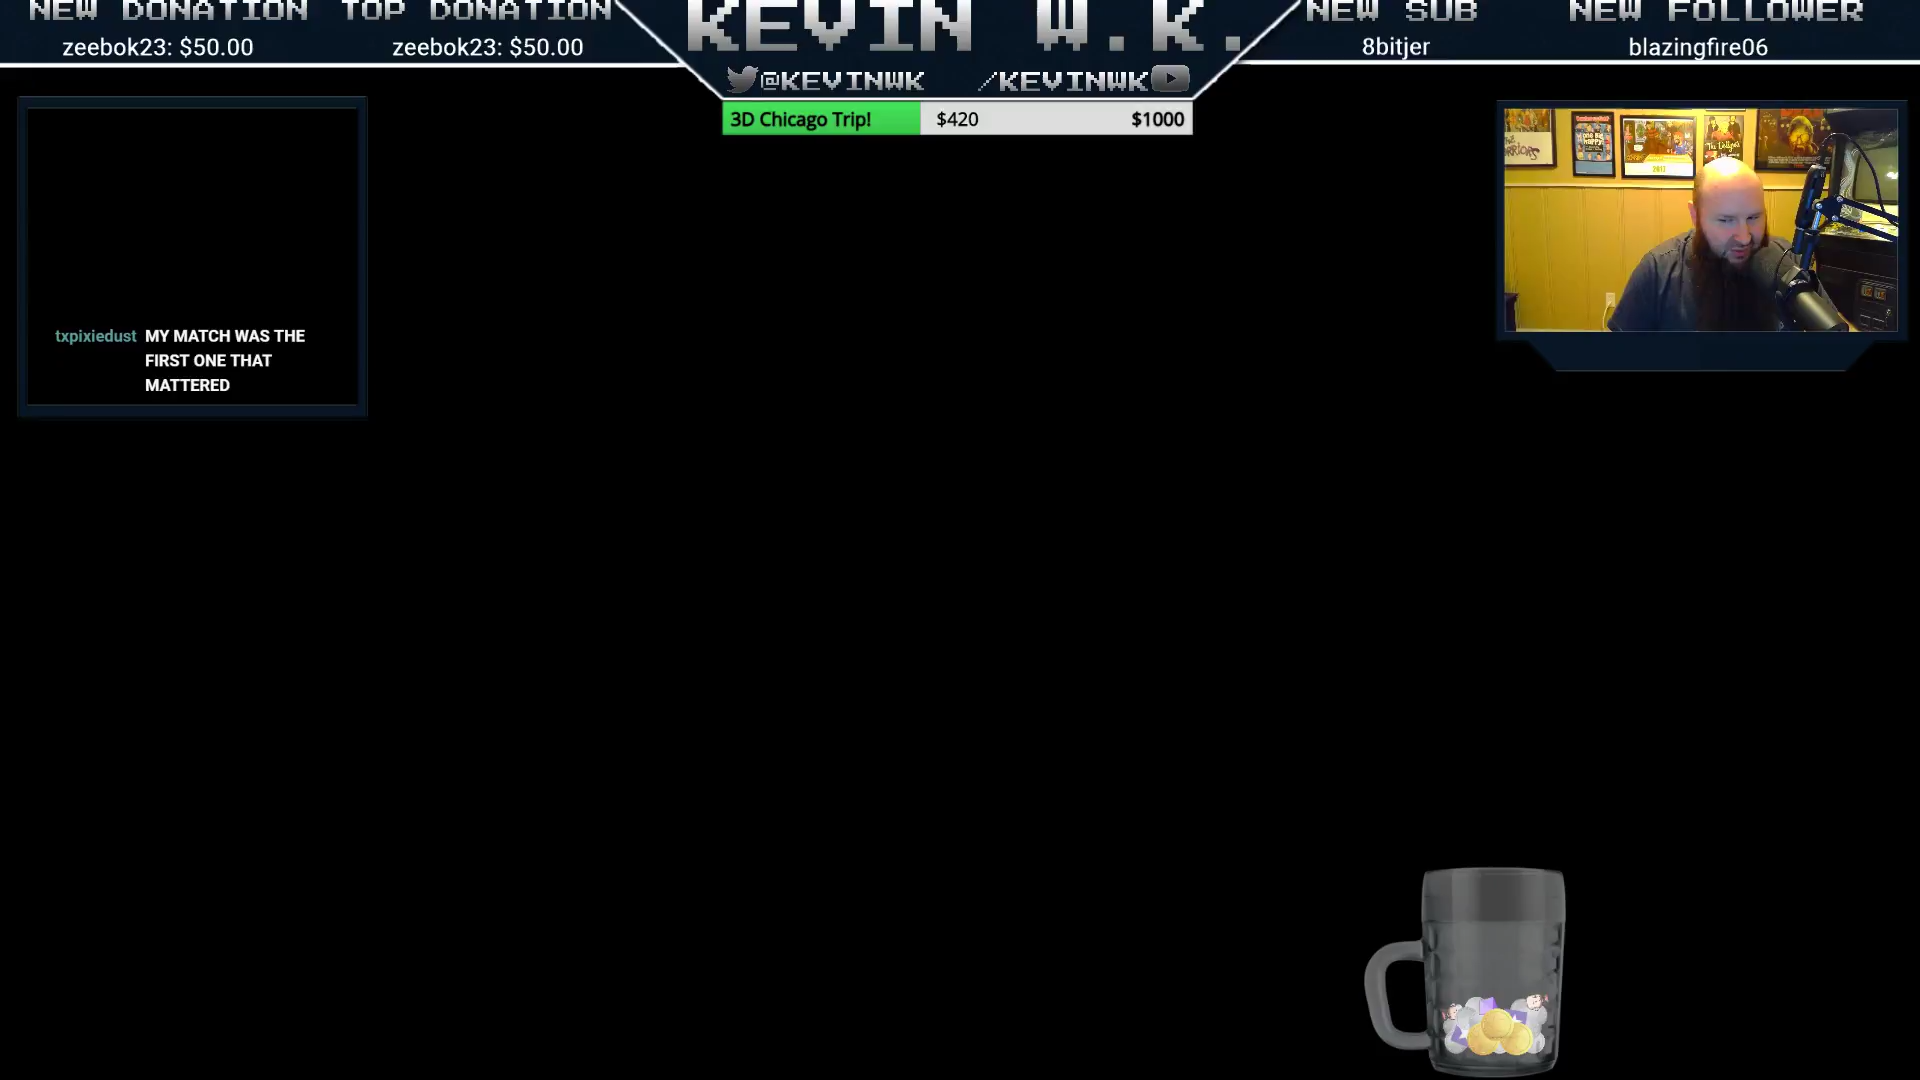 NEW DONATION
zeebok23: $50.00
TOP DONATION
zeebok23: $50.00
KEVIN W.K.
@KEVINWK
/KEVINWK
NEW SUB
8bitjer
NEW FOLLOWER
blazingfire06
3D Chicago Trip! $420 $1000
txpixiedust MY MATCH WAS THE
FIRST ONE THAT
MATTERED